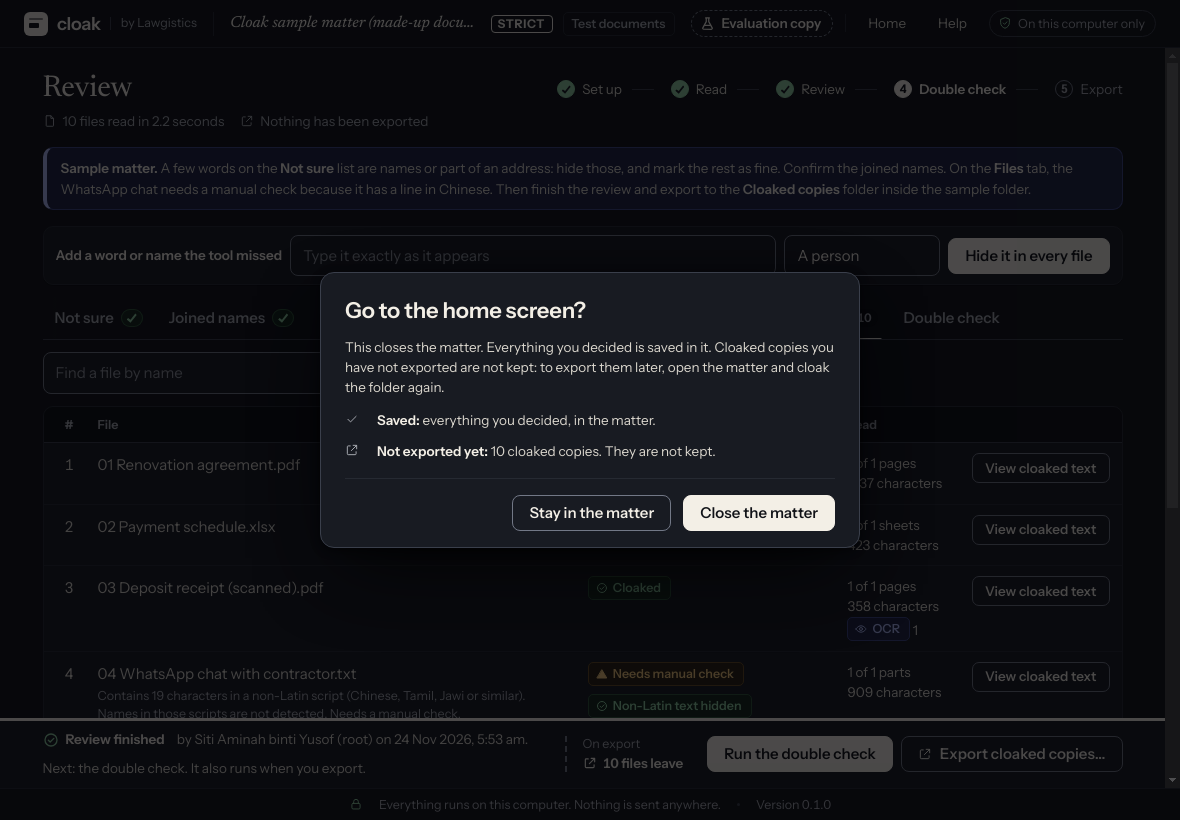 cloak by Lawgistics Cloak sample matter (made-up docu... STRICT Test documents Evaluation copy Home Help On this computer only
Review
Set up Read Review 4 Double check 5 Export
10 files read in 2.2 seconds Nothing has been exported
Sample matter. A few words on the Not sure list are names or part of an address: hide those, and mark the rest as fine. Confirm the joined names. On the Files tab, the
WhatsApp chat needs a manual check because it has a line in Chinese. Then finish the review and export to the Cloaked copies folder inside the sample folder.
Add a word or name the tool missed Type it exactly as it appears A person Hide it in every file
Not sure Joined names 10 Double check
Find a file by name
Go to the home screen?
This closes the matter. Everything you decided is saved in it. Cloaked copies you
have not exported are not kept: to export them later, open the matter and cloak
the folder again.
Saved: everything you decided, in the matter.
Not exported yet: 10 cloaked copies. They are not kept.
Stay in the matter Close the matter
# File
1 01 Renovation agreement.pdf of 1 pages View cloaked text
37 characters
2 02 Payment schedule.xlsx of 1 sheets View cloaked text
423 characters
3 03 Deposit receipt (scanned).pdf Cloaked 1 of 1 pages View cloaked text
358 characters
OCR 1
4 04 WhatsApp chat with contractor.txt Needs manual check 1 of 1 parts View cloaked text
Contains 19 characters in a non-Latin script (Chinese, Tamil, Jawi or similar). 909 characters
Names in those scripts are not detected. Needs a manual check. Non-Latin text hidden
Review finished by Siti Aminah binti Yusof (root) on 24 Nov 2026, 5:53 am. On export
Next: the double check. It also runs when you export. 10 files leave Run the double check Export cloaked copies...
Everything runs on this computer. Nothing is sent anywhere. · Version 0.1.0